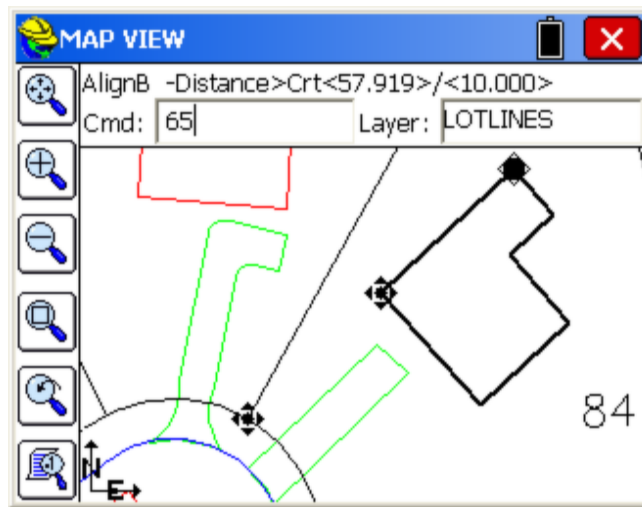 MAP VIEW
AlignB -Distance>Crt<57.919>/<10.000>
Cmd: 65 Layer: LOTLINES
84
N
E